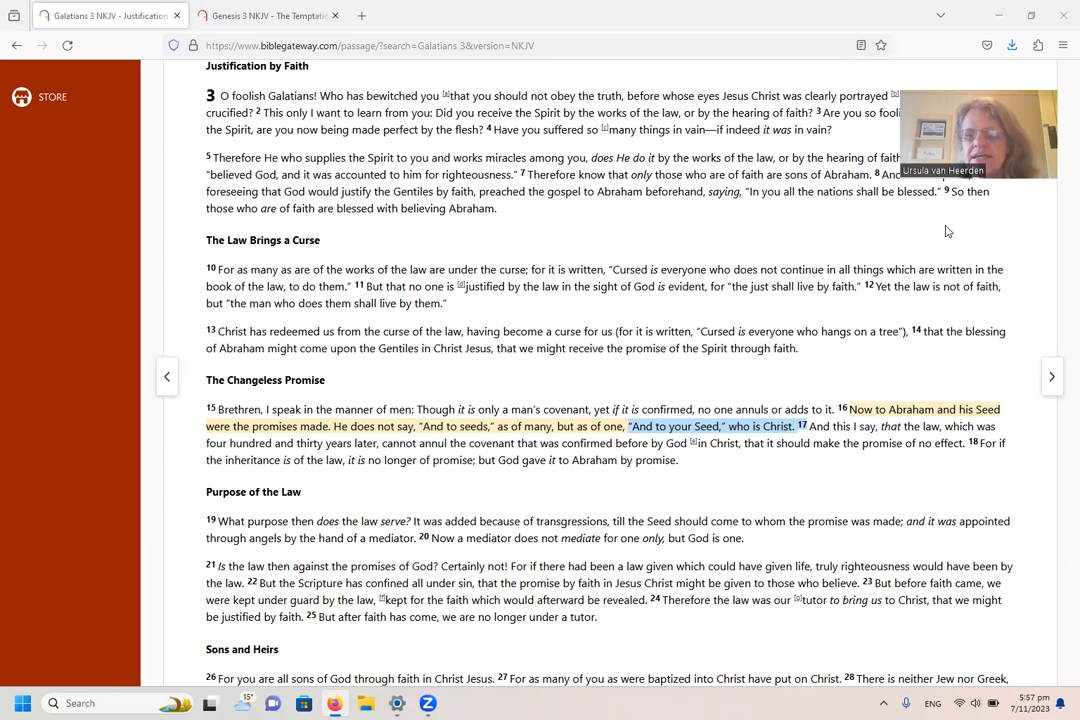 Galatians 3 NKJV - Justification
Genesis 3 NKJV - The Temptation
https://www.biblegateway.com/passage/?search=Galatians 3&version=NKJV
STORE
Justification by Faith
3 O foolish Galatians! Who has bewitched you [a]that you should not obey the truth, before whose eyes Jesus Christ was clearly portrayed [b]
crucified? 2 This only I want to learn from you: Did you receive the Spirit by the works of the law, or by the hearing of faith? 3 Are you so fooli
the Spirit, are you now being made perfect by the flesh? 4 Have you suffered so [c]many things in vain—if indeed it was in vain?
5 Therefore He who supplies the Spirit to you and works miracles among you, does He do it by the works of the law, or by the hearing of faith
“believed God, and it was accounted to him for righteousness.” 7 Therefore know that only those who are of faith are sons of Abraham. 8 And
foreseeing that God would justify the Gentiles by faith, preached the gospel to Abraham beforehand, saying, “In you all the nations shall be blessed.” 9 So then
those who are of faith are blessed with believing Abraham.
Ursula van Heerden
The Law Brings a Curse
10 For as many as are of the works of the law are under the curse; for it is written, “Cursed is everyone who does not continue in all things which are written in the
book of the law, to do them.” 11 But that no one is [d]justified by the law in the sight of God is evident, for “the just shall live by faith.” 12 Yet the law is not of faith,
but “the man who does them shall live by them.”
13 Christ has redeemed us from the curse of the law, having become a curse for us (for it is written, “Cursed is everyone who hangs on a tree”), 14 that the blessing
of Abraham might come upon the Gentiles in Christ Jesus, that we might receive the promise of the Spirit through faith.
The Changeless Promise
15 Brethren, I speak in the manner of men: Though it is only a man’s covenant, yet if it is confirmed, no one annuls or adds to it. 16 Now to Abraham and his Seed
were the promises made. He does not say, “And to seeds,” as of many, but as of one, “And to your Seed,” who is Christ. 17 And this I say, that the law, which was
four hundred and thirty years later, cannot annul the covenant that was confirmed before by God [e]in Christ, that it should make the promise of no effect. 18 For if
the inheritance is of the law, it is no longer of promise; but God gave it to Abraham by promise.
Purpose of the Law
19 What purpose then does the law serve? It was added because of transgressions, till the Seed should come to whom the promise was made; and it was appointed
through angels by the hand of a mediator. 20 Now a mediator does not mediate for one only, but God is one.
21 Is the law then against the promises of God? Certainly not! For if there had been a law given which could have given life, truly righteousness would have been by
the law. 22 But the Scripture has confined all under sin, that the promise by faith in Jesus Christ might be given to those who believe. 23 But before faith came, we
were kept under guard by the law, [f]kept for the faith which would afterward be revealed. 24 Therefore the law was our [g]tutor to bring us to Christ, that we might
be justified by faith. 25 But after faith has come, we are no longer under a tutor.
Sons and Heirs
26 For you are all sons of God through faith in Christ Jesus. 27 For as many of you as were baptized into Christ have put on Christ. 28 There is neither Jew nor Greek,
Search
15°
ENG
5:57 pm
7/11/2023